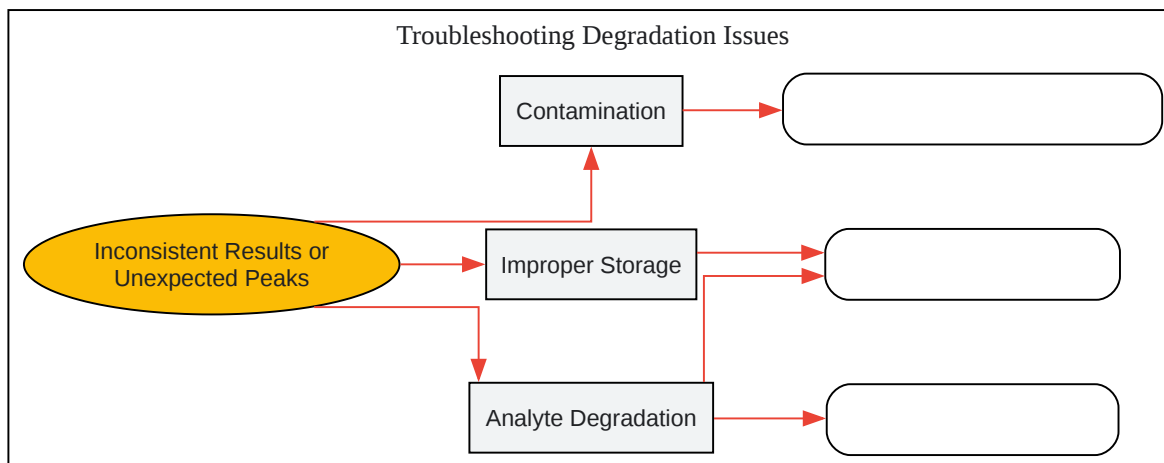 Troubleshooting Degradation Issues
Contamination
Inconsistent Results or
Unexpected Peaks
Improper Storage
Analyte Degradation